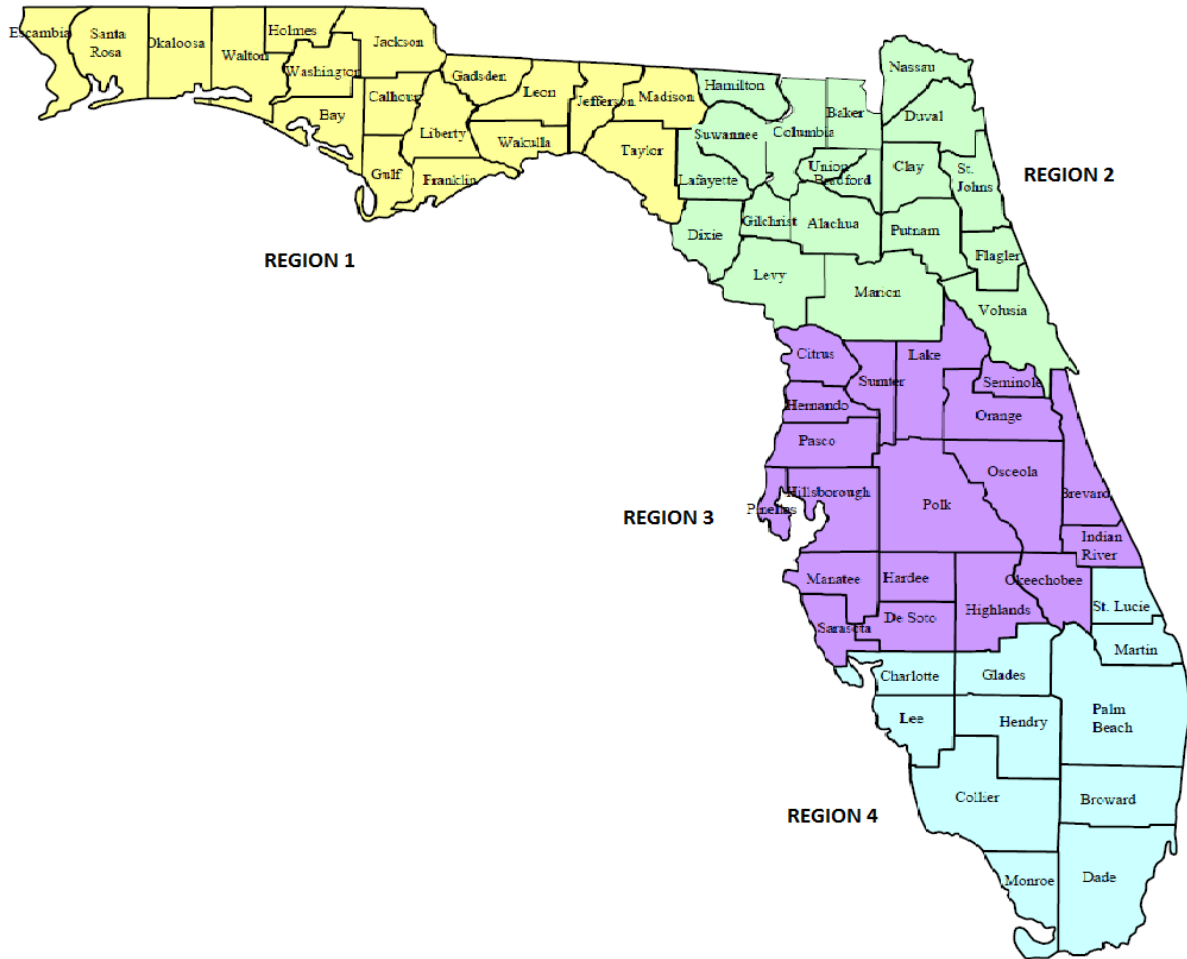 Escambia
Santa
Rosa
Okaloosa
Walton
Holmes
Washington
Jackson
Bay
Calhoun
Gulf
Liberty
Franklin
Gadsden
Leon
Wakulla
Jefferson
Madison
Taylor
REGION 1
Hamilton
Suwannee
Lafayette
Dixie
Columbia
Baker
Union
Bradford
Gilchrist
Alachua
Levy
Marion
Nassau
Duval
Clay
St.
Johns
Putnam
Flagler
Volusia
REGION 2
Citrus
Hernando
Pasco
Sumter
Lake
Seminole
Orange
Osceola
Brevard
Pinellas
Hillsborough
Polk
Indian
River
Manatee
Hardee
Highlands
Okeechobee
Sarasota
De Soto
REGION 3
St. Lucie
Martin
Charlotte
Glades
Lee
Hendry
Palm
Beach
Collier
Broward
Monroe
Dade
REGION 4